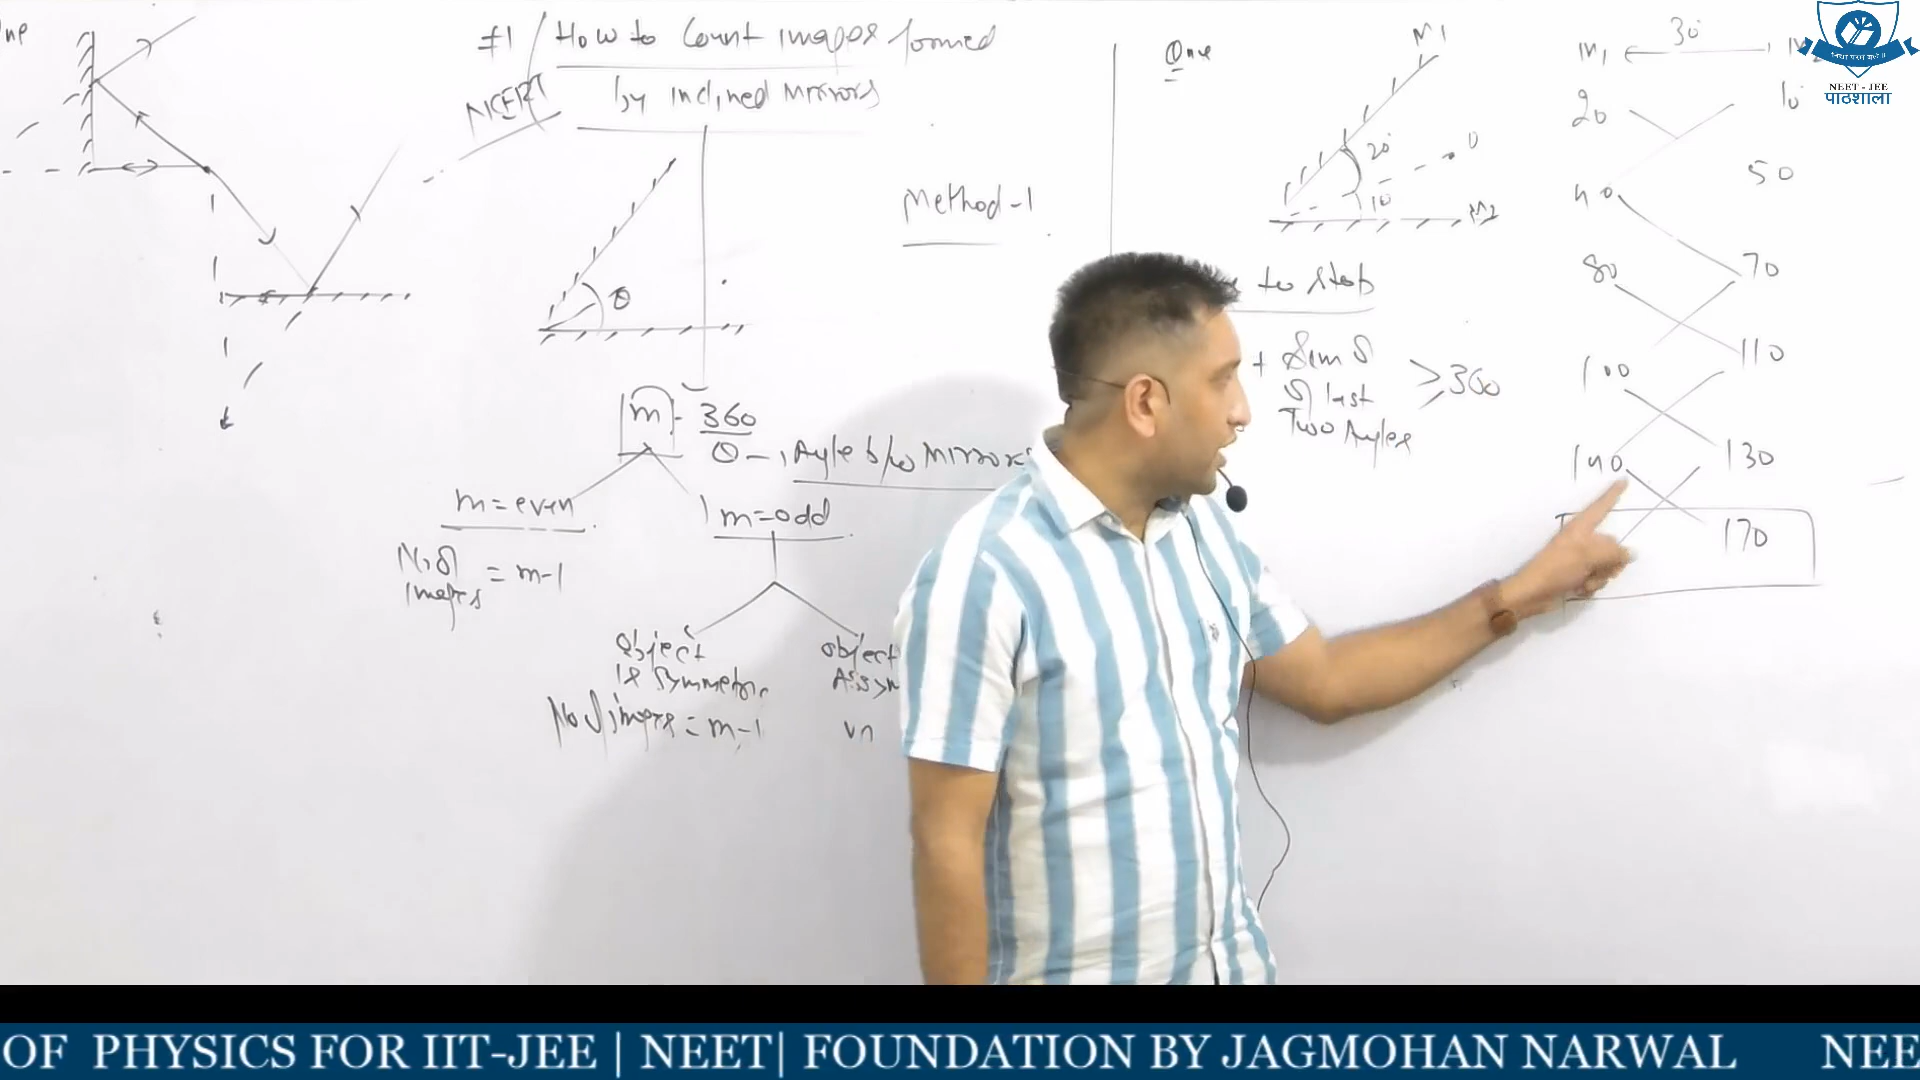 #1 How to Count images formed
by inclined Mirrors
NCERT
Method-1
θ
m = 360
θ → Angle b/w Mirrors
m = even
No. of images = m-1
m = odd
object
is symmetric
No of images = m-1
object
One
M1
20°
O
10
M2
to stop
+ Sum of
of last
Two Angles
> 360
M1
30°
20
10°
40
50
80
70
100
110
140
130
170
NEET - JEE
पाठशाला
OF PHYSICS FOR IIT-JEE | NEET| FOUNDATION BY JAGMOHAN NARWAL NEE